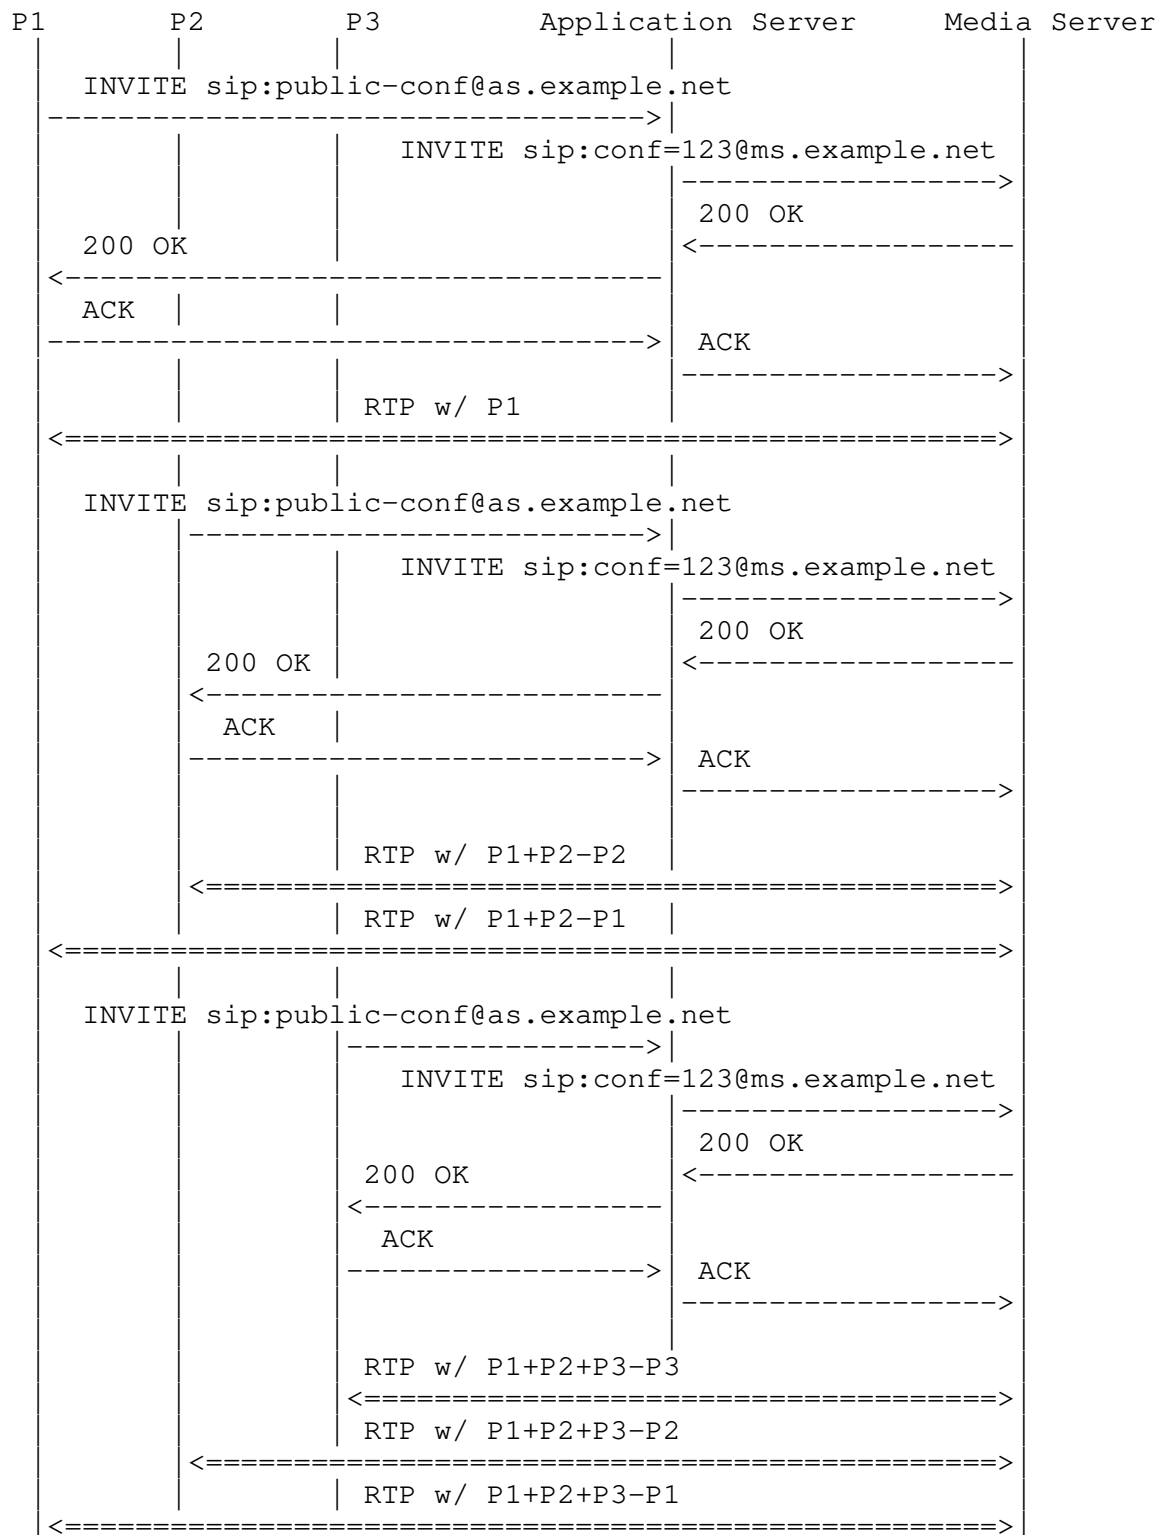 P1 P2 P3 Application Server Media Server
INVITE sip:public-conf@as.example.net
INVITE sip:conf=123@ms.example.net
200 OK
200 OK
ACK
ACK
RTP w/ P1
INVITE sip:public-conf@as.example.net
INVITE sip:conf=123@ms.example.net
200 OK
200 OK
ACK
ACK
RTP w/ P1+P2-P2
RTP w/ P1+P2-P1
INVITE sip:public-conf@as.example.net
INVITE sip:conf=123@ms.example.net
200 OK
200 OK
ACK
ACK
RTP w/ P1+P2+P3-P3
RTP w/ P1+P2+P3-P2
RTP w/ P1+P2+P3-P1